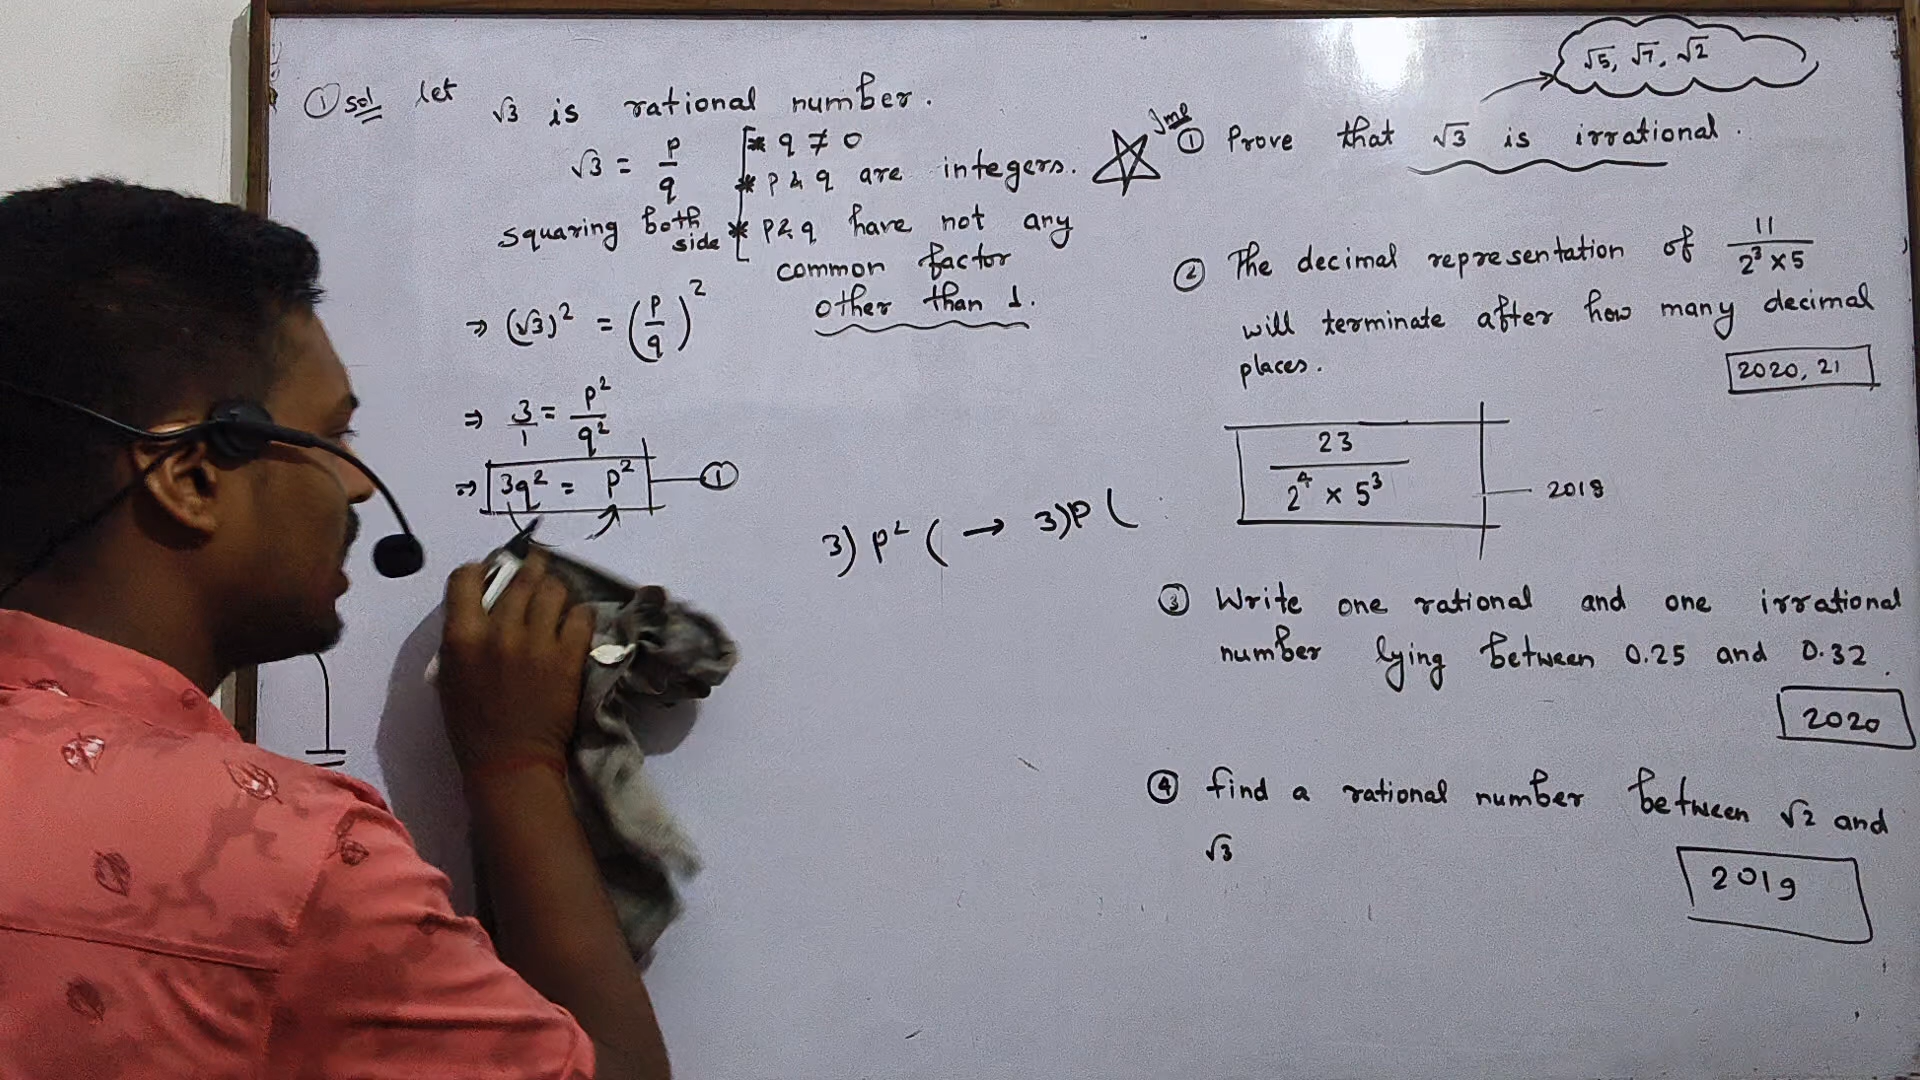 ① sol let √3 is rational number.
√3 = p/q
* q ≠ 0
* p & q are integers.
* p & q have not any
common factor
other than 1.
squaring both
side
⇒ (√3)² = (p/q)²
⇒ 3/1 = p²/q²
⇒ 3q² = p² — ①
3) p² ( → 3) p (
√5, √7, √2
Imp
① Prove that √3 is irrational.
② The decimal representation of 11/2³×5
will terminate after how many decimal
places.
2020, 21
23/2⁴ × 5³ — 2018
③ Write one rational and one irrational
number lying between 0.25 and 0.32.
2020
④ find a rational number between √2 and
√3
2019